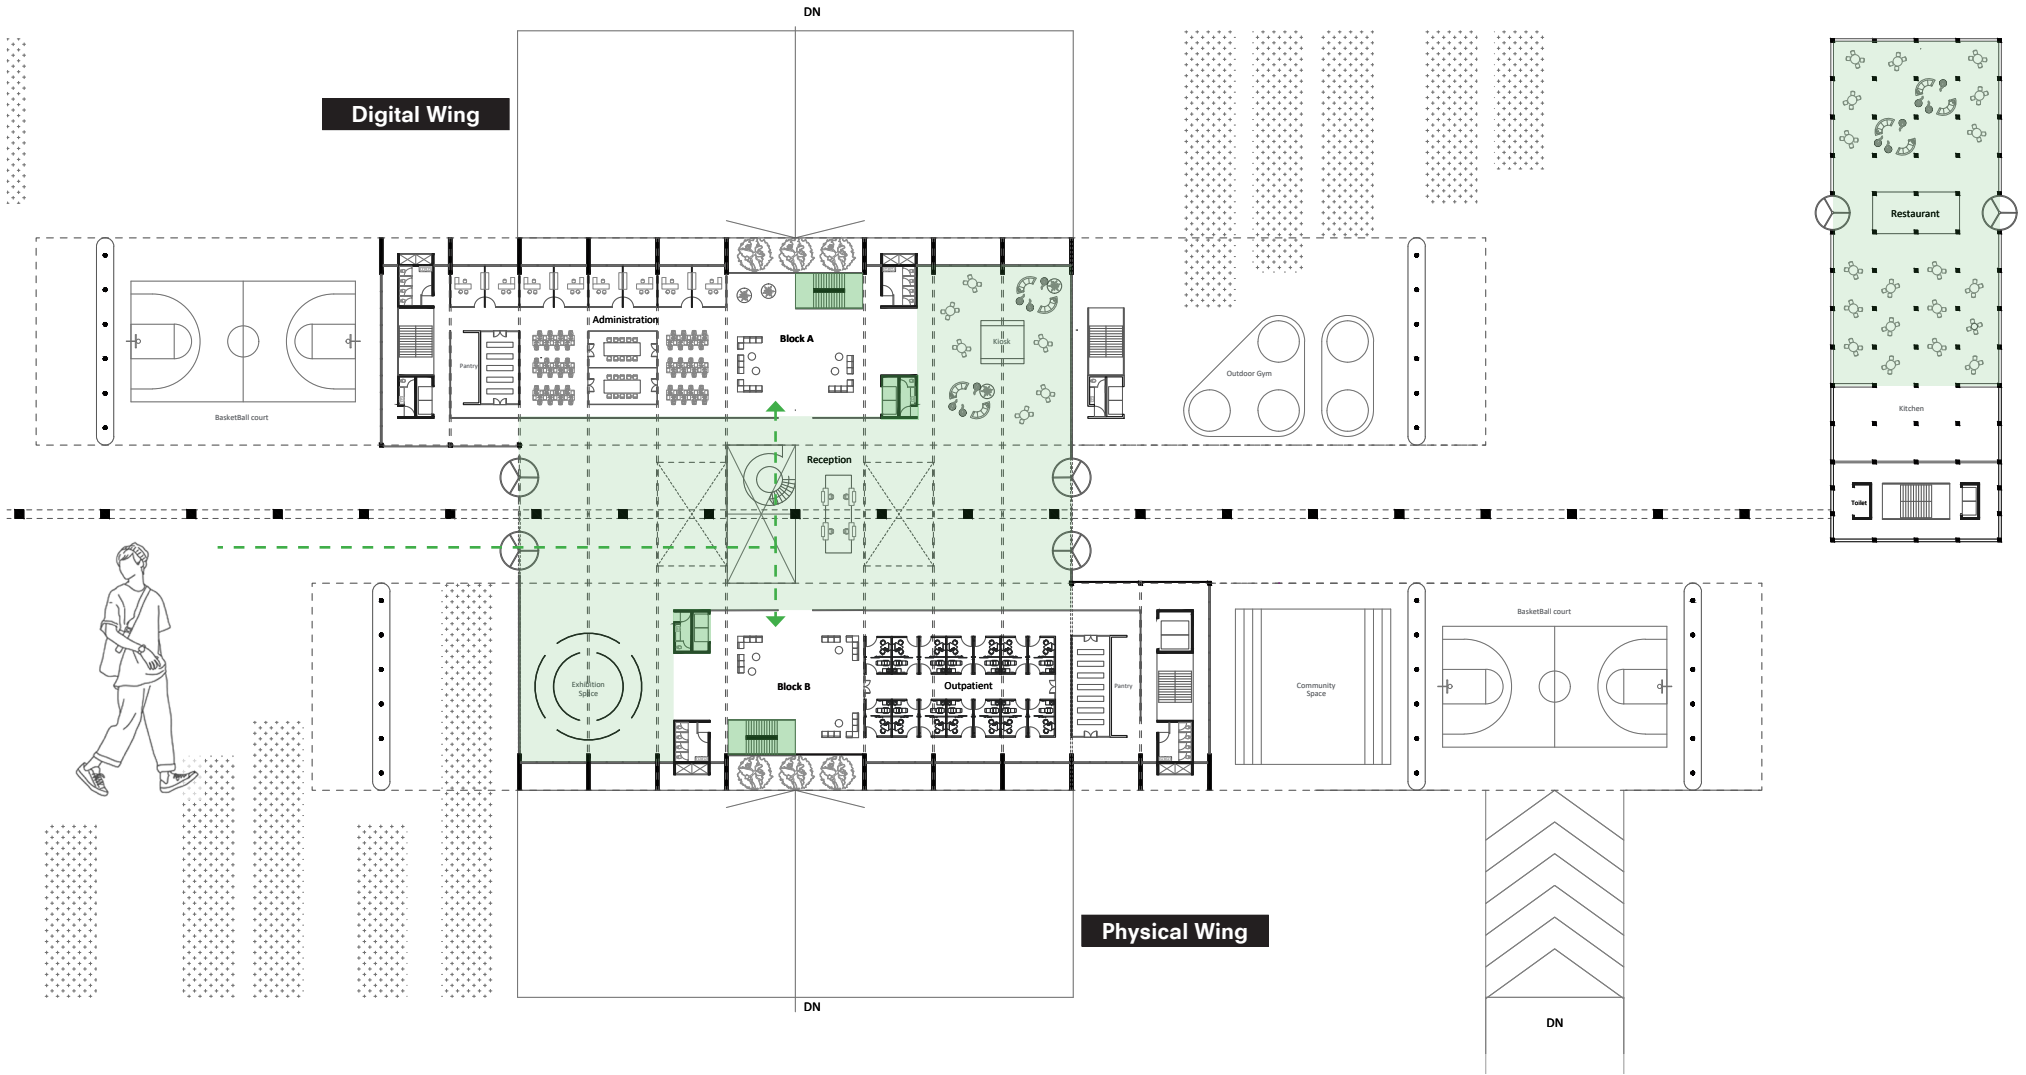 DN
Digital Wing
Restaurant
Administration
Block A
Kiosk
Pantry
Outdoor Gym
BasketBall court
Kitchen
Reception
Toilet
BasketBall court
Exhibition
Space
Block B
Outpatient
Pantry
Community
Space
Physical Wing
DN
DN